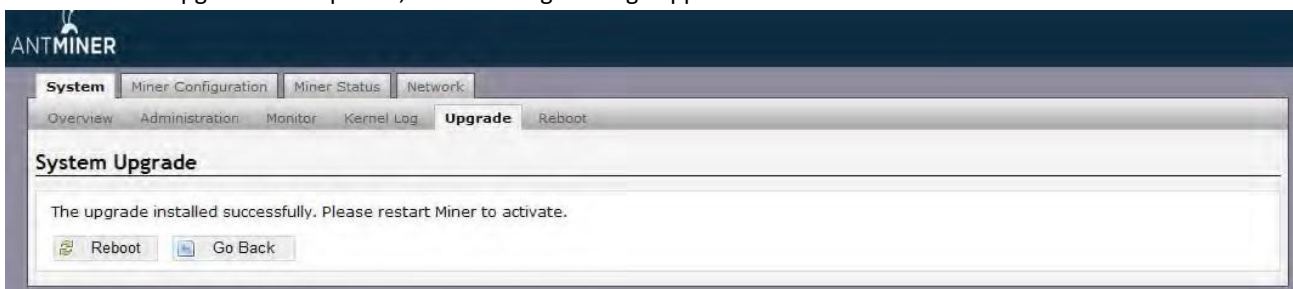 ANTMINER
System Miner Configuration Miner Status Network
Overview Administration Monitor Kernel Log Upgrade Reboot
System Upgrade
The upgrade installed successfully. Please restart Miner to activate.
Reboot Go Back